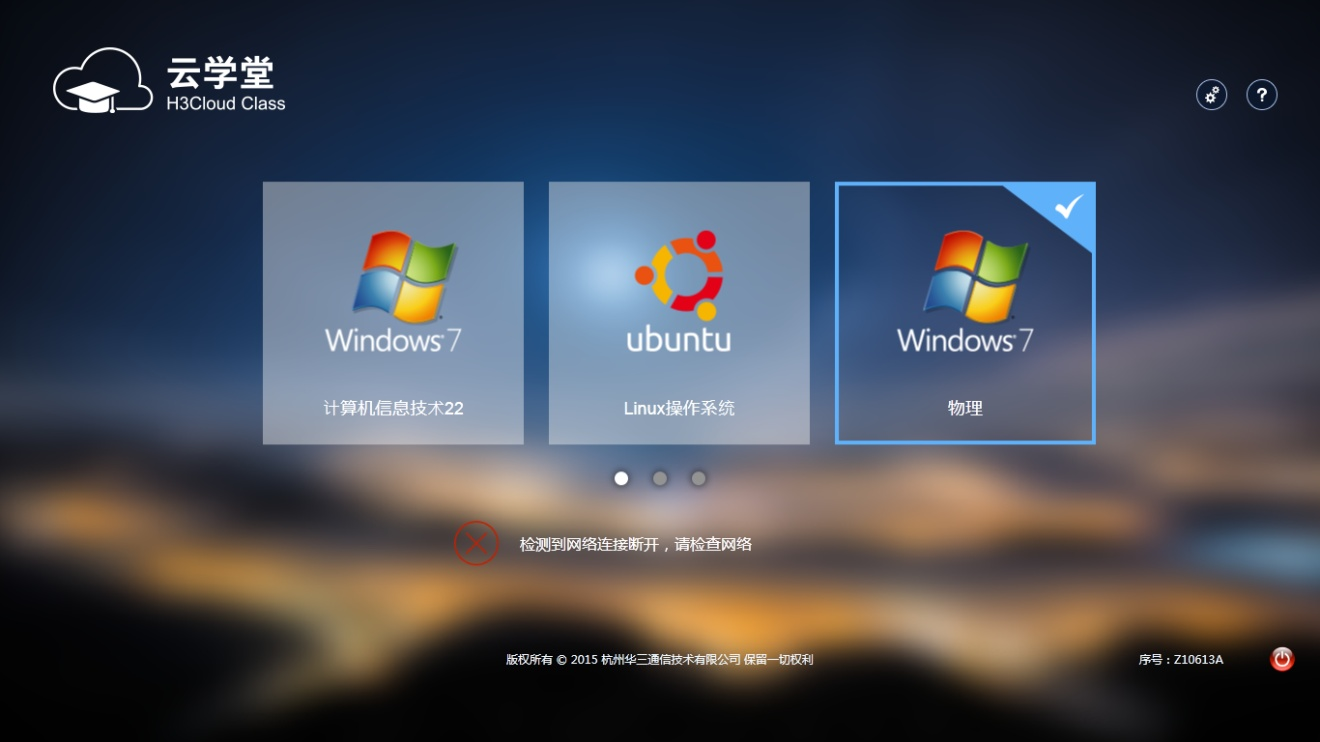 云学堂
H3Cloud Class
?
Windows 7
计算机信息技术22
ubuntu
Linux操作系统
Windows 7
物理
检测到网络连接断开，请检查网络
版权所有 © 2015 杭州华三通信技术有限公司 保留一切权利
序号：Z10613A